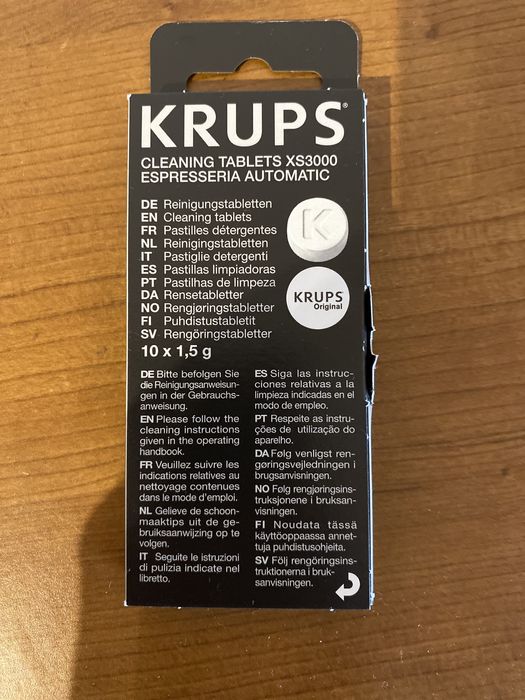 KRUPS®
CLEANING TABLETS XS3000
ESPRESSERIA AUTOMATIC
DE Reinigungstabletten
EN Cleaning tablets
FR Pastilles détergentes
NL Reinigingstabletten
IT Pastiglie detergenti
ES Pastillas limpiadoras
PT Pastilhas de limpeza
DA Rensetabletter
NO Rengjøringstabletter
FI Puhdistustabletit
SV Rengöringstabletter
10 x 1,5 g
K
KRUPS
Original
DE Bitte befolgen Sie
die Reinigungsanweisun-
gen in der Gebrauchs-
anweisung.
EN Please follow the
cleaning instructions
given in the operating
handbook.
FR Veuillez suivre les
indications relatives au
nettoyage contenues
dans le mode d'emploi.
NL Gelieve de schoon-
maaktips uit de ge-
bruiksaanwijzing op te
volgen.
IT Seguite le istruzioni
di pulizia indicate nel
libretto.
ES Siga las instruc-
ciones relativas a la
limpieza indicadas en el
modo de empleo.
PT Respeite as instru-
ções de utilização do
aparelho.
DA Følg venligst ren-
gøringsvejledningen i
brugsanvisningen.
NO Følg rengjøringsins-
truksjonene i bruksan-
visningen.
FI Noudata tässä
käyttöoppaassa annet-
tuja puhdistusohjeita.
SV Följ rengöringsins-
truktionerna i bruk-
sanvisningen.